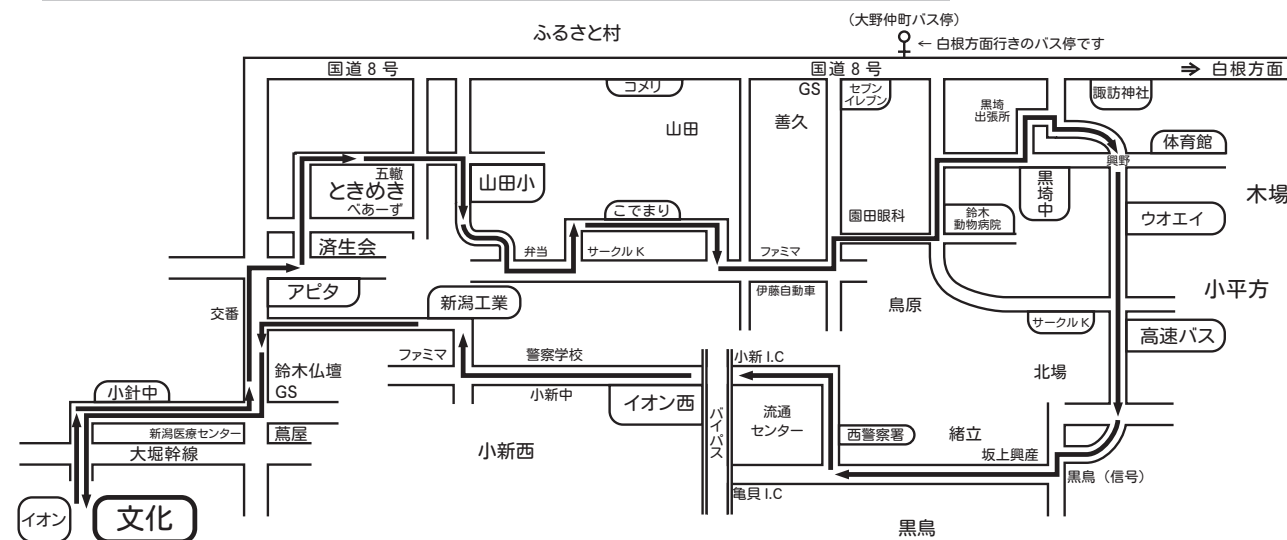 (大野仲町バス停)
ふるさと村
← 白根方面行きのバス停です
国道8号
国道8号
⇒ 白根方面
コメリ
GS
セブン
イレブン
諏訪神社
黒埼
出張所
山田
善久
体育館
興野
五轍
ときめき
べあーず
山田小
黒埼中
木場
こでまり
園田眼科
鈴木
動物病院
ウオエイ
済生会
弁当
サークルK
ファミマ
アピタ
伊藤自動車
小平方
新潟工業
鳥原
交番
サークルK
高速バス
ファミマ
警察学校
小新I.C
鈴木仏壇
GS
北場
小針中
小新中
イオン西
バイパス
流通
センター
新潟医療センター
蔦屋
西警察署
緒立
大堀幹線
小新西
坂上興産
黒鳥(信号)
亀貝I.C
イオン
文化
黒鳥